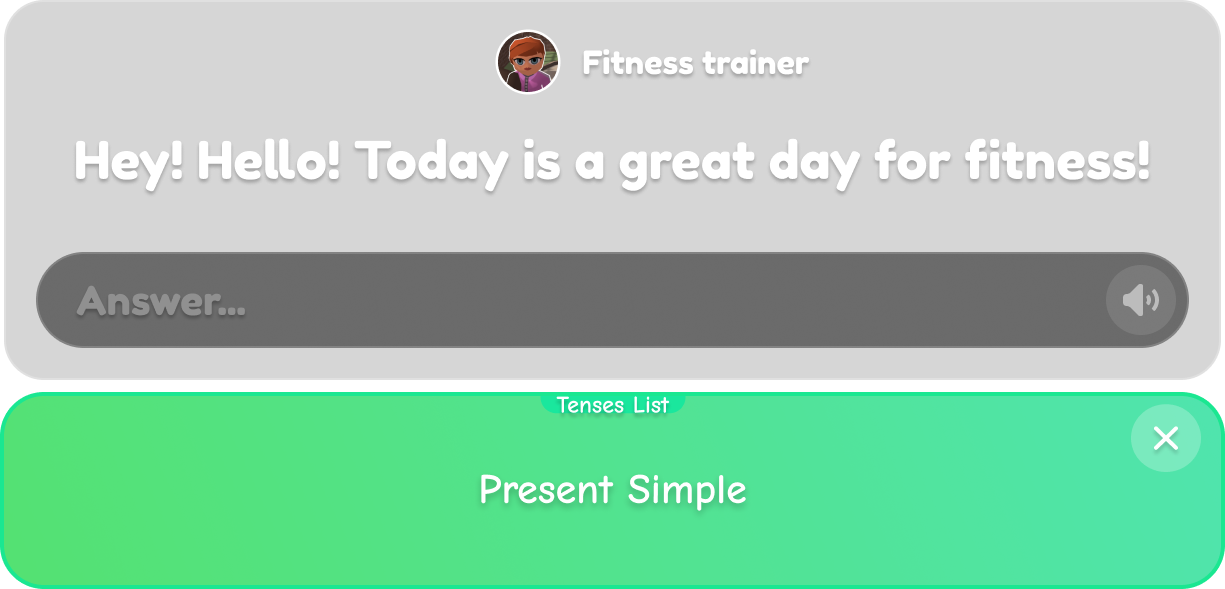 Fitness trainer
Hey! Hello! Today is a great day for fitness!
Answer...
Tenses List
Present Simple